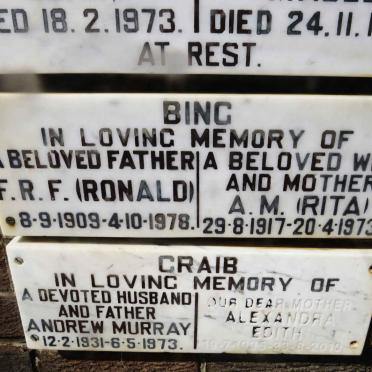 ED 18.2.1973. DIED 24.11.1
AT REST.
BING
IN LOVING MEMORY OF
A BELOVED FATHER
F.R.F. (RONALD)
8-9-1909-4-10-1978.
A BELOVED W
AND MOTHER
A.M. (RITA)
29-8-1917-20-4-1973
CRAIB
IN LOVING MEMORY OF
A DEVOTED HUSBAND
AND FATHER
ANDREW MURRAY
12-2-1931-6-5-1973.
OUR DEAR MOTHER
ALEXANDRA
EDITH